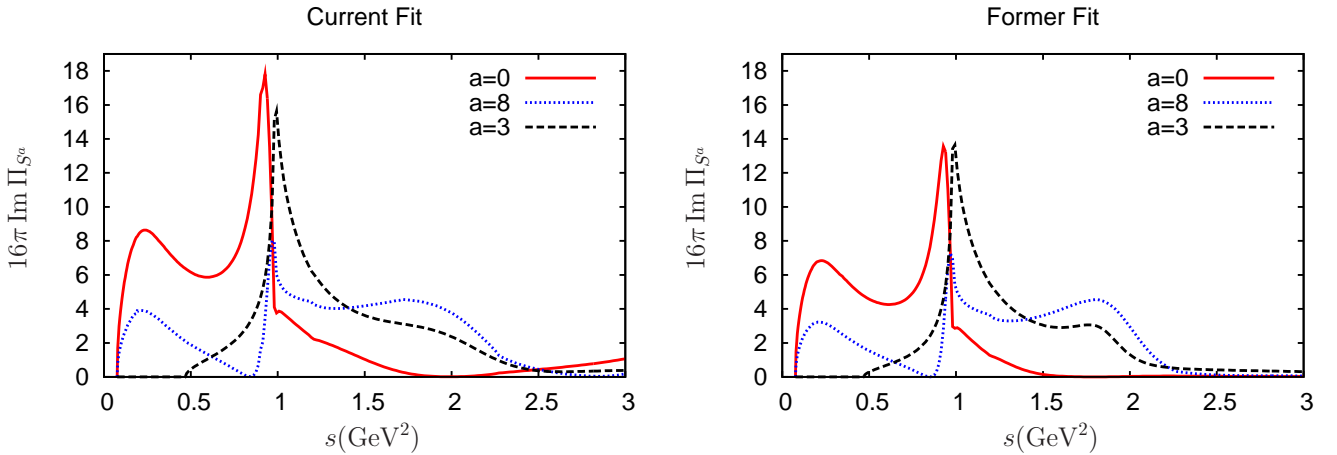 Current Fit
18
16
14
12
10
8
6
4
2
0
16π Im Π_{S^a}
a=0
a=8
a=3
0 0.5 1 1.5 2 2.5 3
s(GeV²)
Former Fit
18
16
14
12
10
8
6
4
2
0
16π Im Π_{S^a}
a=0
a=8
a=3
0 0.5 1 1.5 2 2.5 3
s(GeV²)